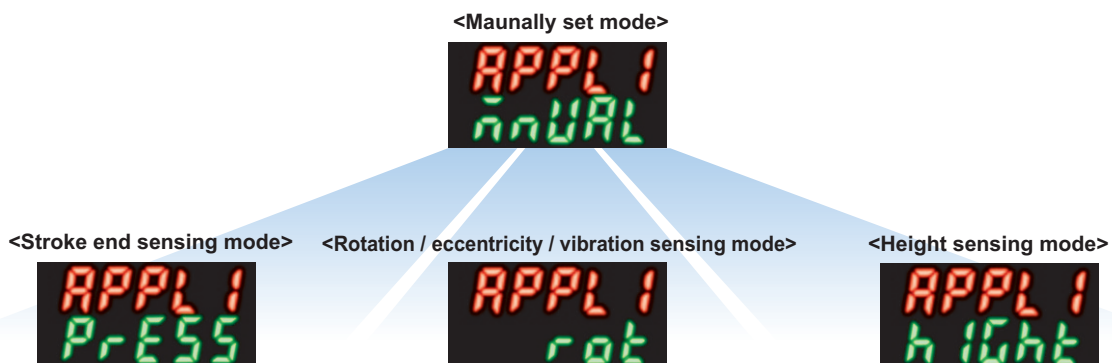 <Maunally set mode>
APPL 1
mnUAL
<Stroke end sensing mode>
<Rotation / eccentricity / vibration sensing mode>
<Height sensing mode>
APPL 1
APPL 1
APPL 1
PrESS
rot
hIGht